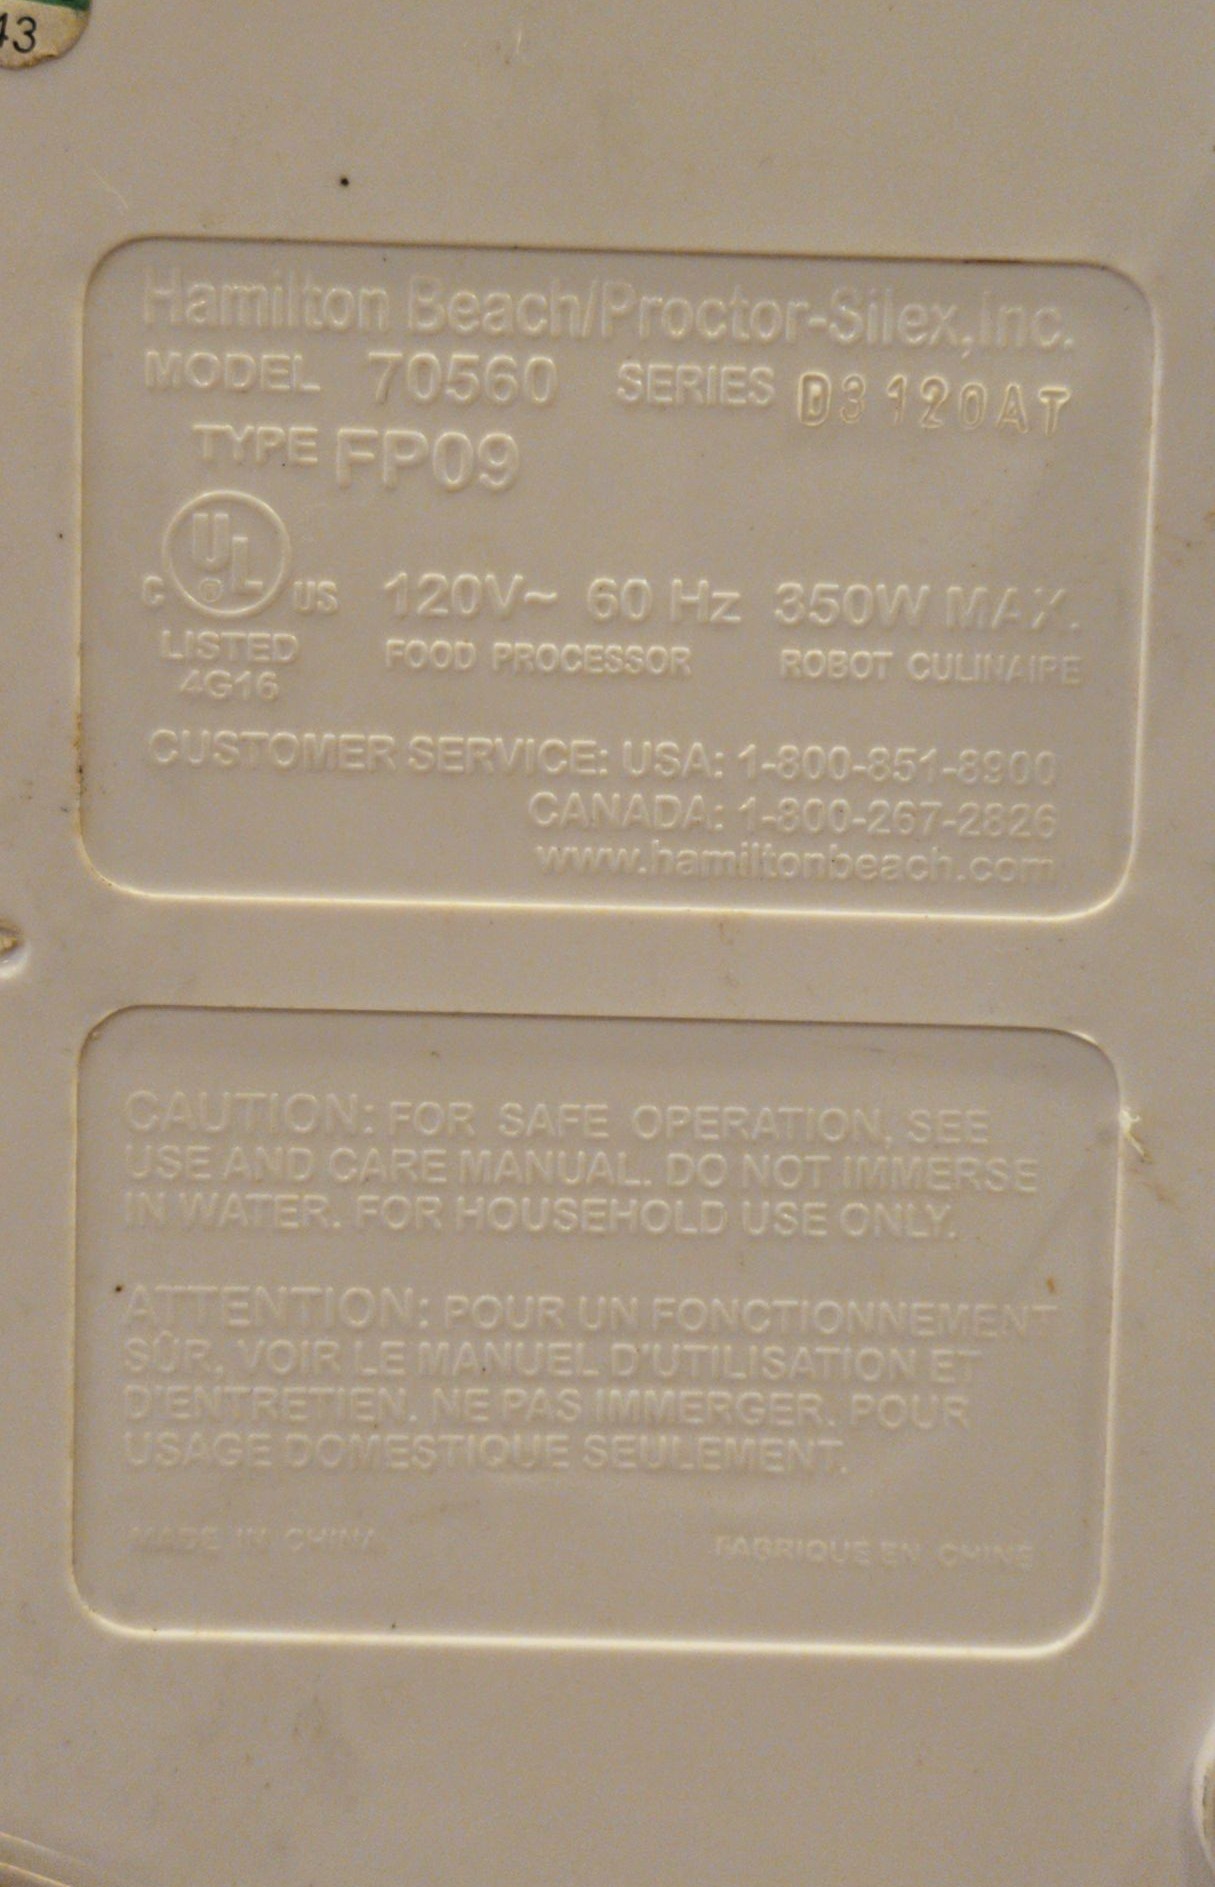 43
Hamilton Beach/Proctor-Silex,Inc.
MODEL 70560 SERIES D3120AT
TYPE FP09
C UL US 120V~ 60 Hz 350W MAX.
LISTED FOOD PROCESSOR ROBOT CULINAIRE
4G16
CUSTOMER SERVICE: USA: 1-800-851-8900
CANADA: 1-800-267-2826
www.hamiltonbeach.com
CAUTION: FOR SAFE OPERATION, SEE
USE AND CARE MANUAL. DO NOT IMMERSE
IN WATER. FOR HOUSEHOLD USE ONLY.
ATTENTION: POUR UN FONCTIONNEMENT
SÛR, VOIR LE MANUEL D'UTILISATION ET
D'ENTRETIEN. NE PAS IMMERGER. POUR
USAGE DOMESTIQUE SEULEMENT.
MADE IN CHINA FABRIQUE EN CHINE